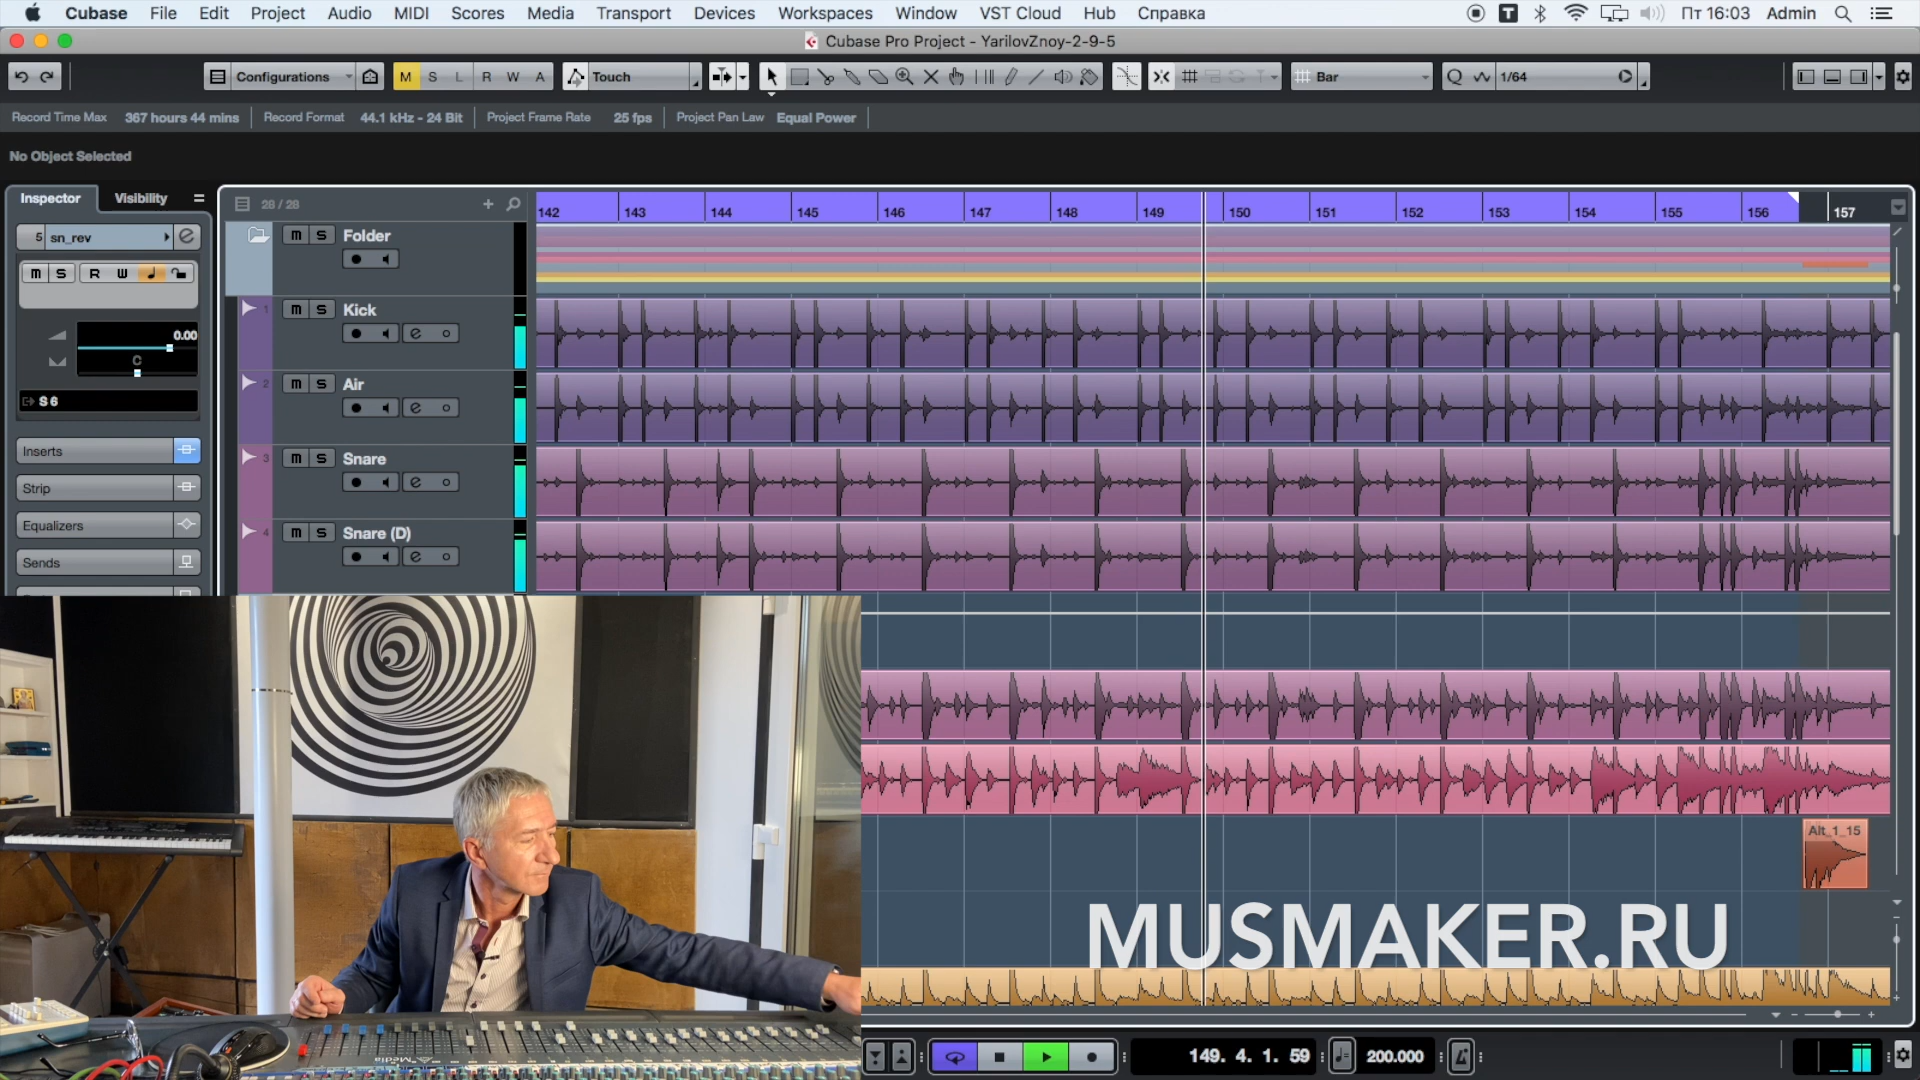 Cubase File Edit Project Audio MIDI Scores Media Transport Devices Workspaces Window VST Cloud Hub Справка Пт 16:03 Admin
Cubase Pro Project - YarilovZnoy-2-9-5
Configurations M S L R W A Touch Bar Q 1/64
Record Time Max 367 hours 44 mins Record Format 44.1 kHz - 24 Bit Project Frame Rate 25 fps Project Pan Law Equal Power
No Object Selected
Inspector Visibility 28 / 28
142 143 144 145 146 147 148 149 150 151 152 153 154 155 156 157
5 sn_rev e
m S R W
0.00
C
S 6
Inserts
Strip
Equalizers
Sends
m S Folder
1 m S Kick
e
2 m S Air
e
3 m S Snare
e
4 m S Snare (D)
e
Alt_1_15
MUSMAKER.RU
149. 4. 1. 59 200.000